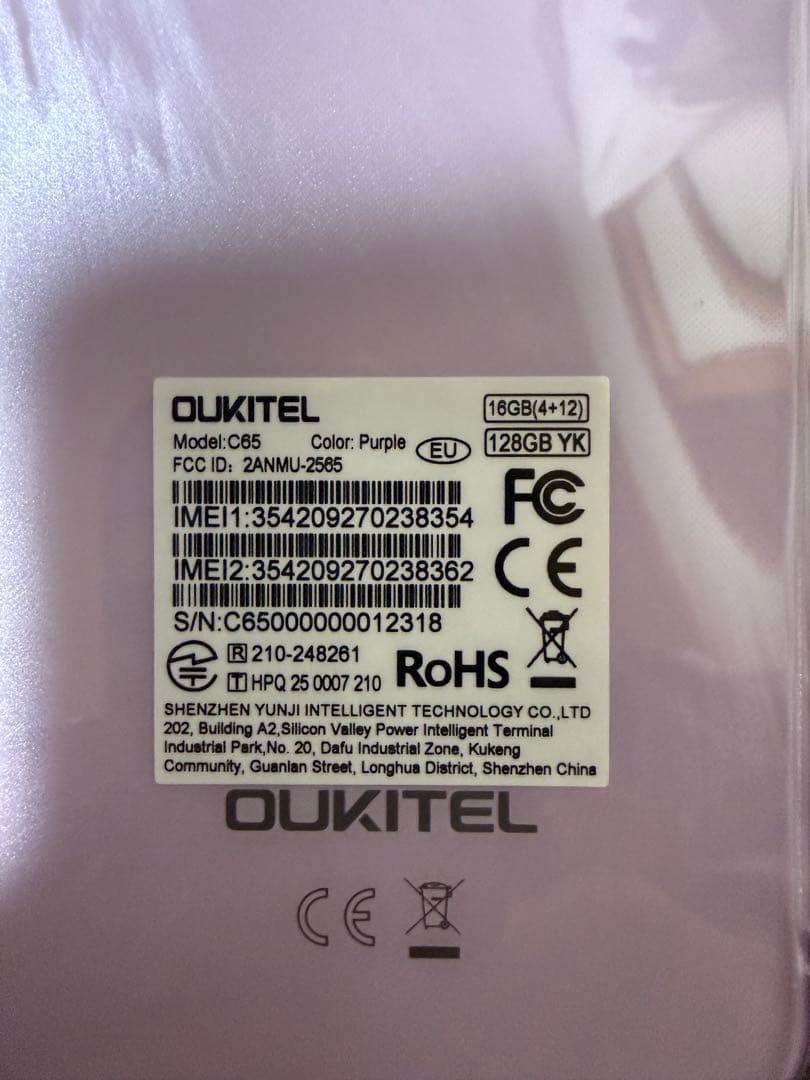 OUKITEL
16GB(4+12)
Model:C65 Color: Purple EU 128GB YK
FCC ID: 2ANMU-2565
FC
IMEI1:354209270238354
CE
IMEI2:354209270238362
S/N:C65000000012318
R 210-248261
T HPQ 25 0007 210
RoHS
SHENZHEN YUNJI INTELLIGENT TECHNOLOGY CO.,LTD
202, Building A2,Silicon Valley Power Intelligent Terminal
Industrial Park,No. 20, Dafu Industrial Zone, Kukeng
Community, Guanlan Street, Longhua District, Shenzhen China
OUKITEL
CE